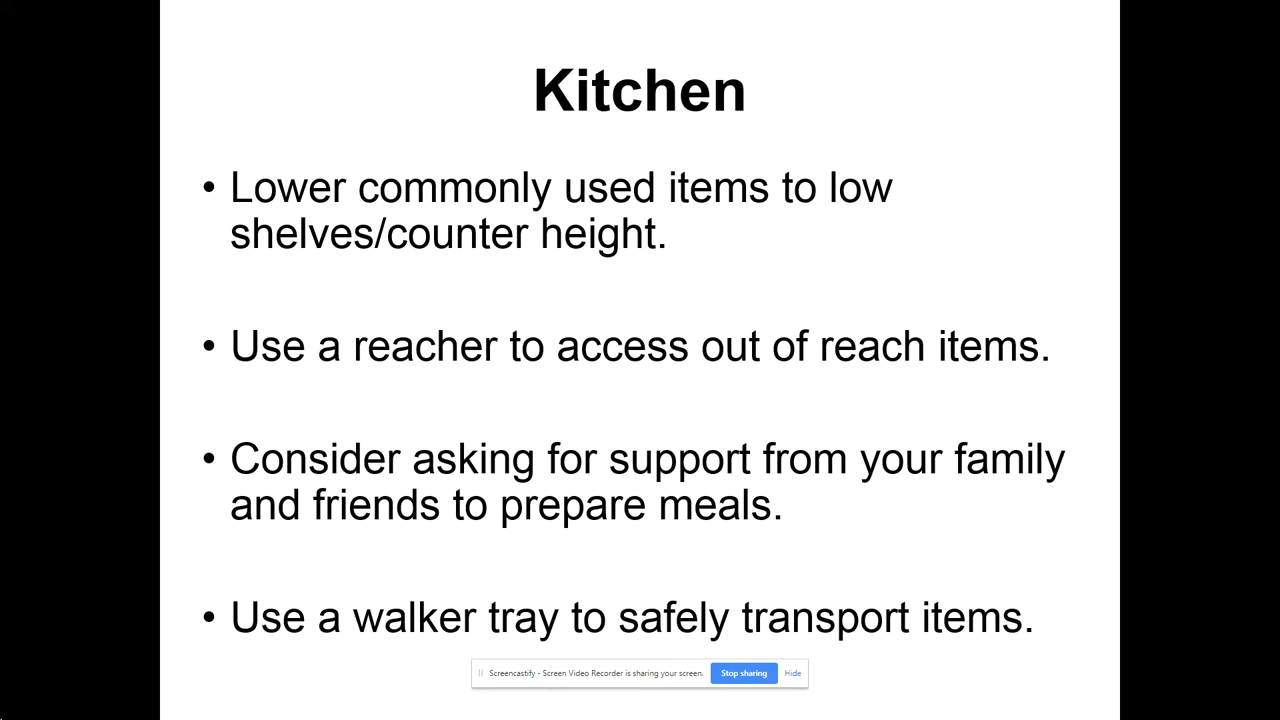 Kitchen
• Lower commonly used items to low
shelves/counter height.
• Use a reacher to access out of reach items.
• Consider asking for support from your family
and friends to prepare meals.
• Use a walker tray to safely transport items.
Screencastify - Screen Video Recorder is sharing your screen. Stop sharing Hide